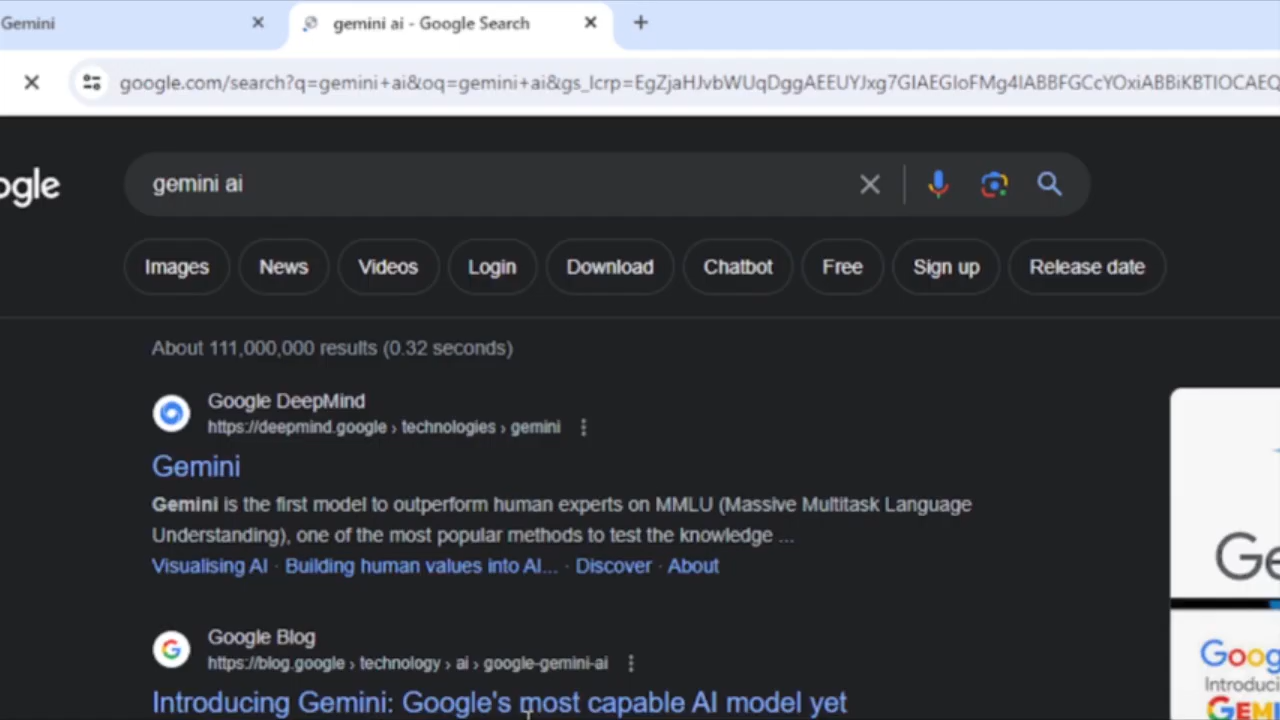 Gemini
gemini ai - Google Search
google.com/search?q=gemini+ai&oq=gemini+ai&gs_lcrp=
ogle
gemini ai
Images
News
Videos
Login
Download
Chatbot
Free
Sign up
Release date
About 111,000,000 results (0.32 seconds)
Google DeepMind
https://deepmind.google › technologies › gemini
Gemini
Gemini is the first model to outperform human experts on MMLU (Massive Multitask Language
Understanding), one of the most popular methods to test the knowledge ...
Visualising AI · Building human values into AI... · Discover · About
Ge
Google Blog
https://blog.google › technology › ai › google-gemini-ai
Introducing Gemini: Google's most capable AI model yet
Goog
Introduci
GEMI